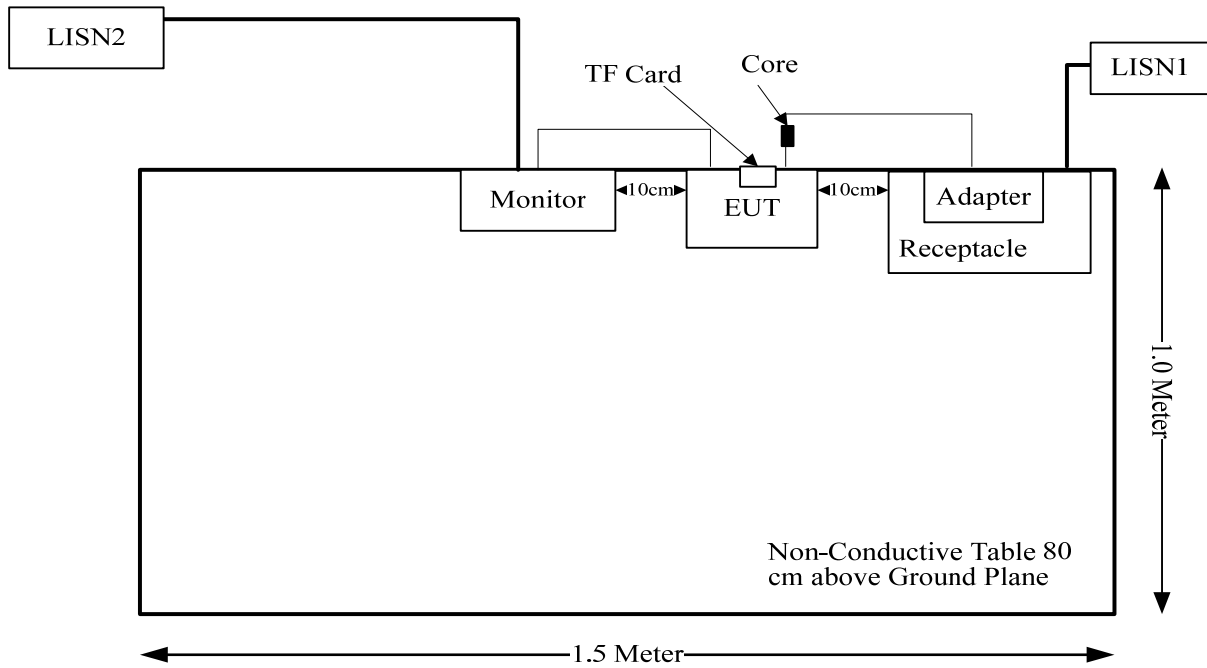 LISN2
LISN1
TF Card
Core
Monitor
10cm
EUT
10cm
Adapter
Receptacle
1.0 Meter
Non-Conductive Table 80
cm above Ground Plane
1.5 Meter